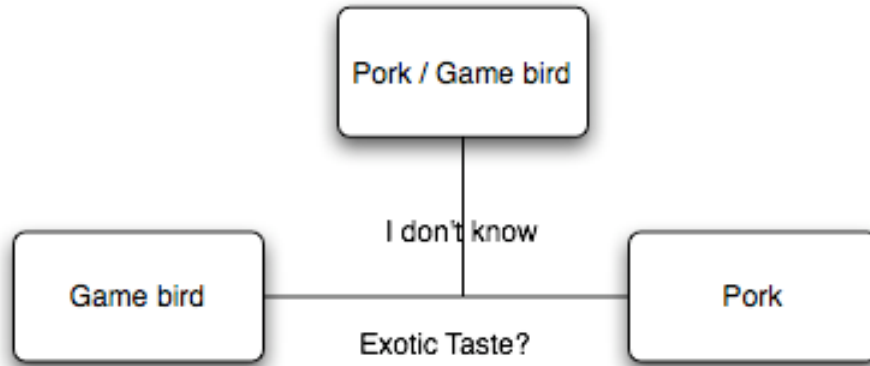 Pork / Game bird
I don't know
Game bird
Pork
Exotic Taste?